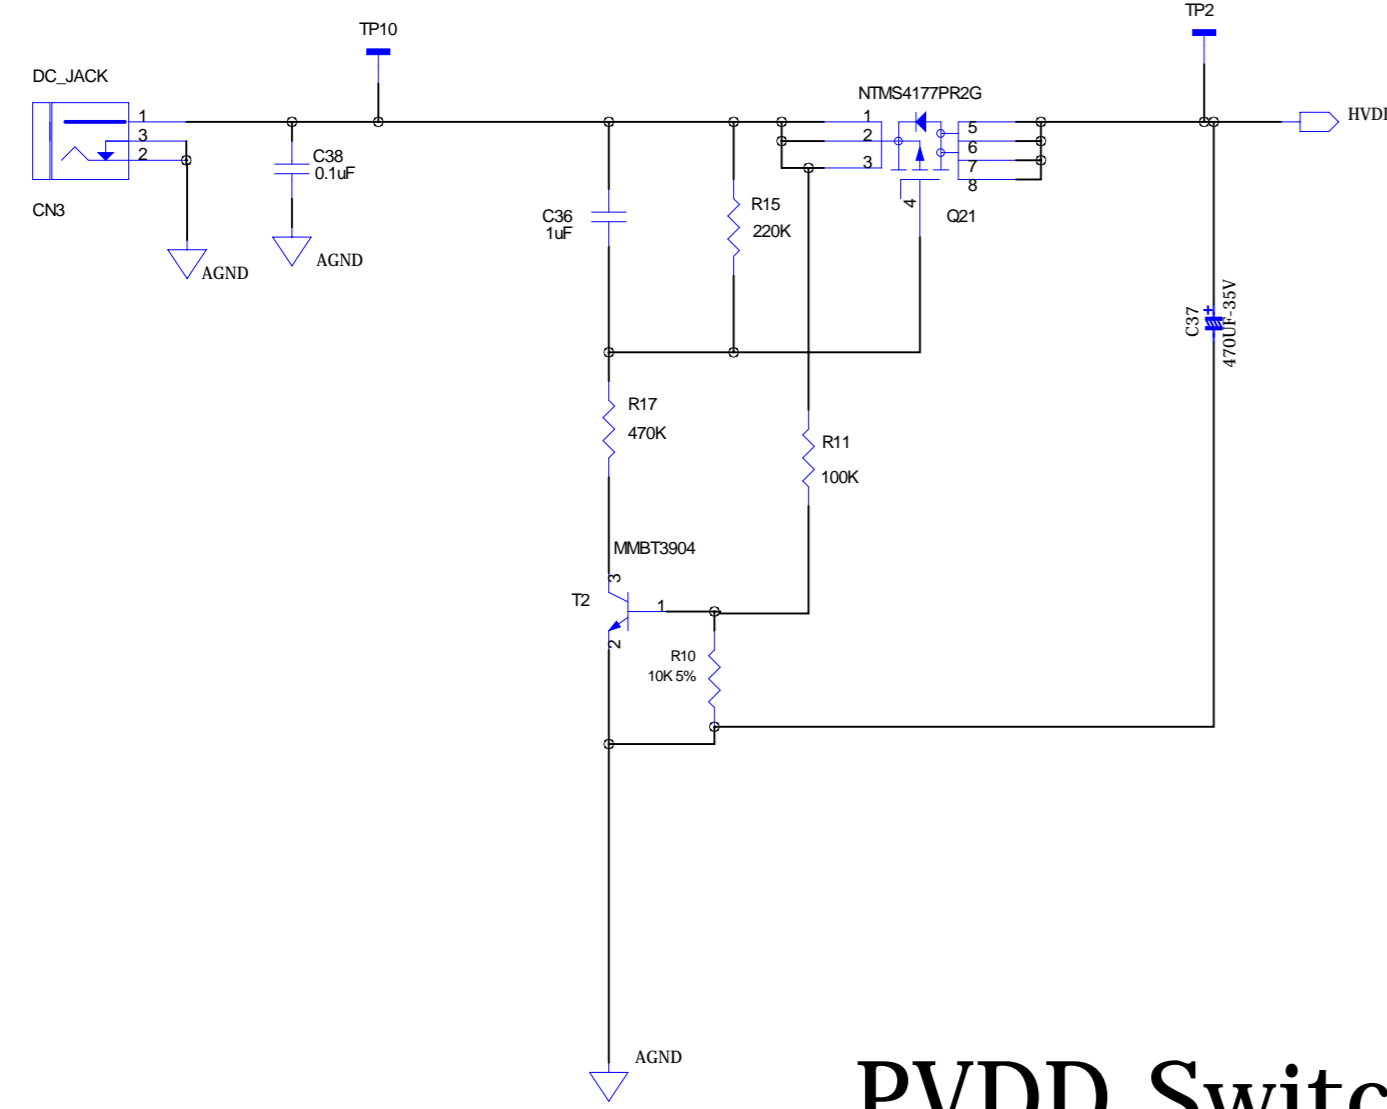 TP2
TP10
DC_JACK
NTMS4177PR2G
HVDD
1
3
2
C38
0.1uF
1
2
3
5
6
7
8
4
CN3
C36
1uF
R15
220K
Q21
AGND
AGND
C37
470UF-35V
+
R17
470K
R11
100K
MMBT3904
3
T2
1
2
R10
10K 5%
AGND
PVDD Switc